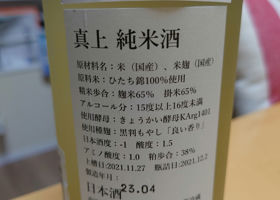 真上 純米酒
原材料名：米（国産）、米麹（国産）
原料米：ひたち錦100％使用
精米歩合：麹米65％ 掛米65％
アルコール分：15度以上16度未満
使用酵母：きょうかい酵母KArg1401
使用種麹：黒判もやし「良い香り」
日本酒度：-1 酸度：1.5
アミノ酸度：1.0 粕歩合：38％
上槽日:2021.11.27 瓶詰日:2021.12.2
製造年月：
23.04
日本酒